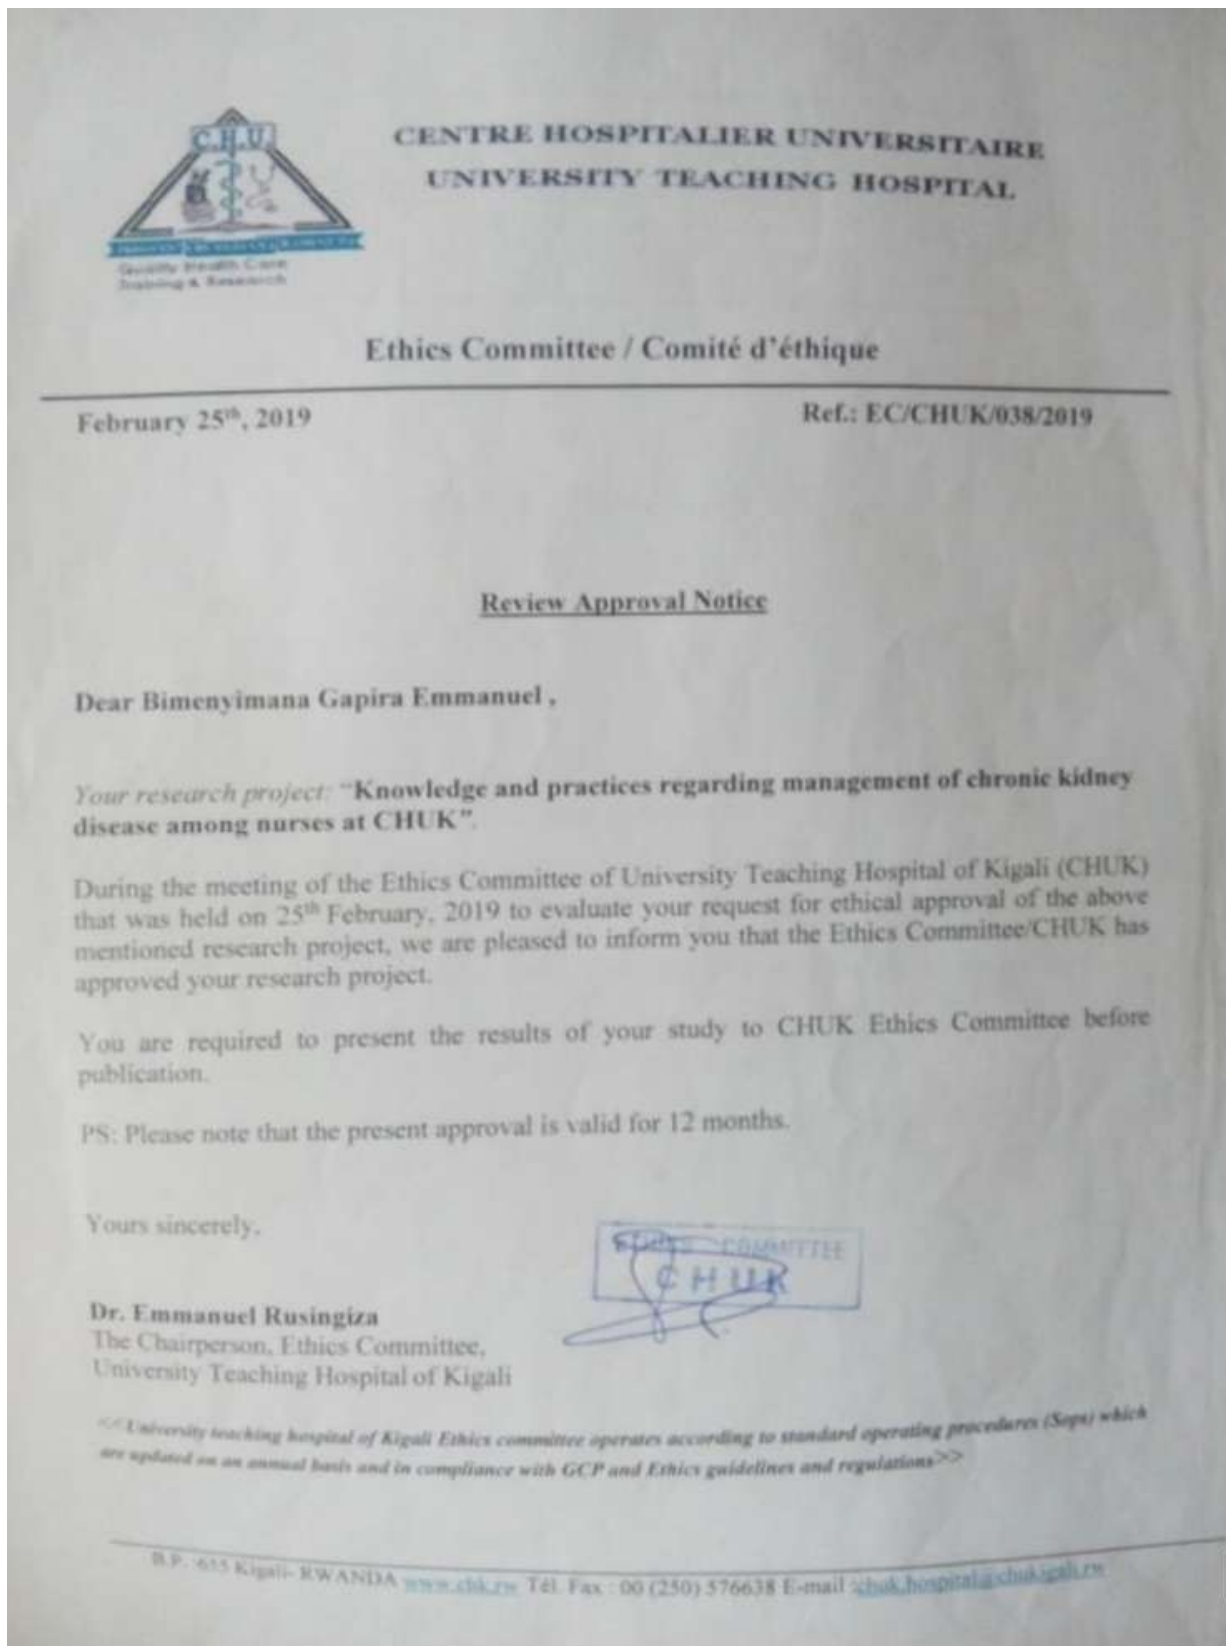 C.H.U.
CENTRE HOSPITALIER UNIVERSITAIRE
UNIVERSITY TEACHING HOSPITAL
Quality Health Care
Training & Research
Ethics Committee / Comité d'éthique
February 25th, 2019
Ref.: EC/CHUK/038/2019
Review Approval Notice
Dear Bimenyimana Gapira Emmanuel ,
Your research project: "Knowledge and practices regarding management of chronic kidney
disease among nurses at CHUK".
During the meeting of the Ethics Committee of University Teaching Hospital of Kigali (CHUK)
that was held on 25th February, 2019 to evaluate your request for ethical approval of the above
mentioned research project, we are pleased to inform you that the Ethics Committee/CHUK has
approved your research project.
You are required to present the results of your study to CHUK Ethics Committee before
publication.
PS: Please note that the present approval is valid for 12 months.
Yours sincerely,
ETHICS COMMITTEE
CHUK
Dr. Emmanuel Rusingiza
The Chairperson, Ethics Committee,
University Teaching Hospital of Kigali
<<University teaching hospital of Kigali Ethics committee operates according to standard operating procedures (Sops) which
are updated on an annual basis and in compliance with GCP and Ethics guidelines and regulations>>
B.P. :655 Kigali- RWANDA www.chk.rw Tél. Fax : 00 (250) 576638 E-mail :chuk.hospital@chukigali.rw